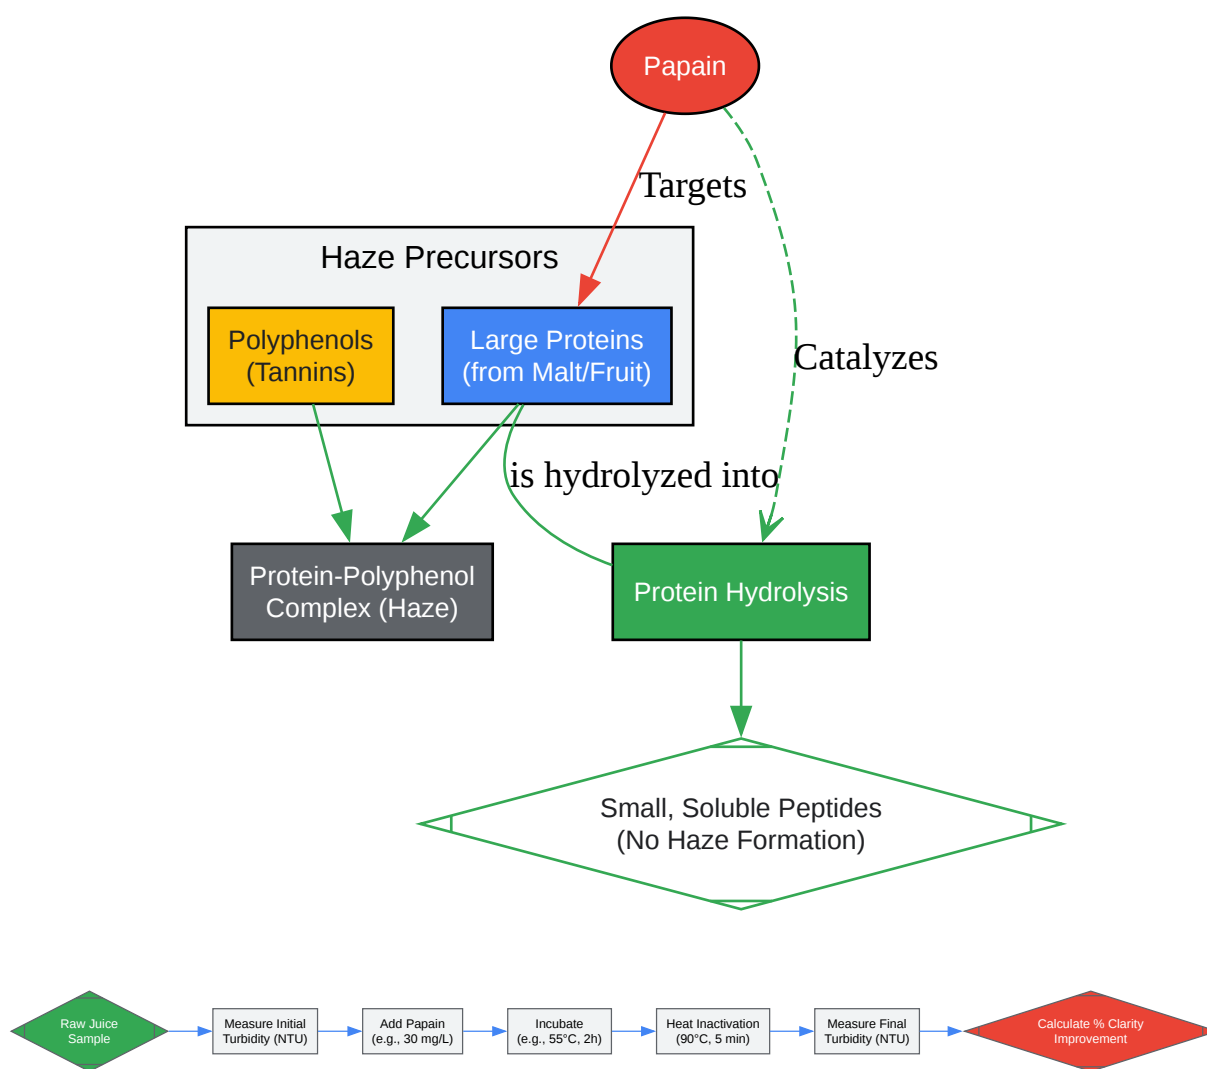 Papain
Targets
Haze Precursors
Polyphenols
(Tannins)
Large Proteins
(from Malt/Fruit)
Catalyzes
is hydrolyzed into
Protein-Polyphenol
Complex (Haze)
Protein Hydrolysis
Small, Soluble Peptides
(No Haze Formation)
Raw Juice
Sample
Measure Initial
Turbidity (NTU)
Add Papain
(e.g., 30 mg/L)
Incubate
(e.g., 55°C, 2h)
Heat Inactivation
(90°C, 5 min)
Measure Final
Turbidity (NTU)
Calculate % Clarity
Improvement